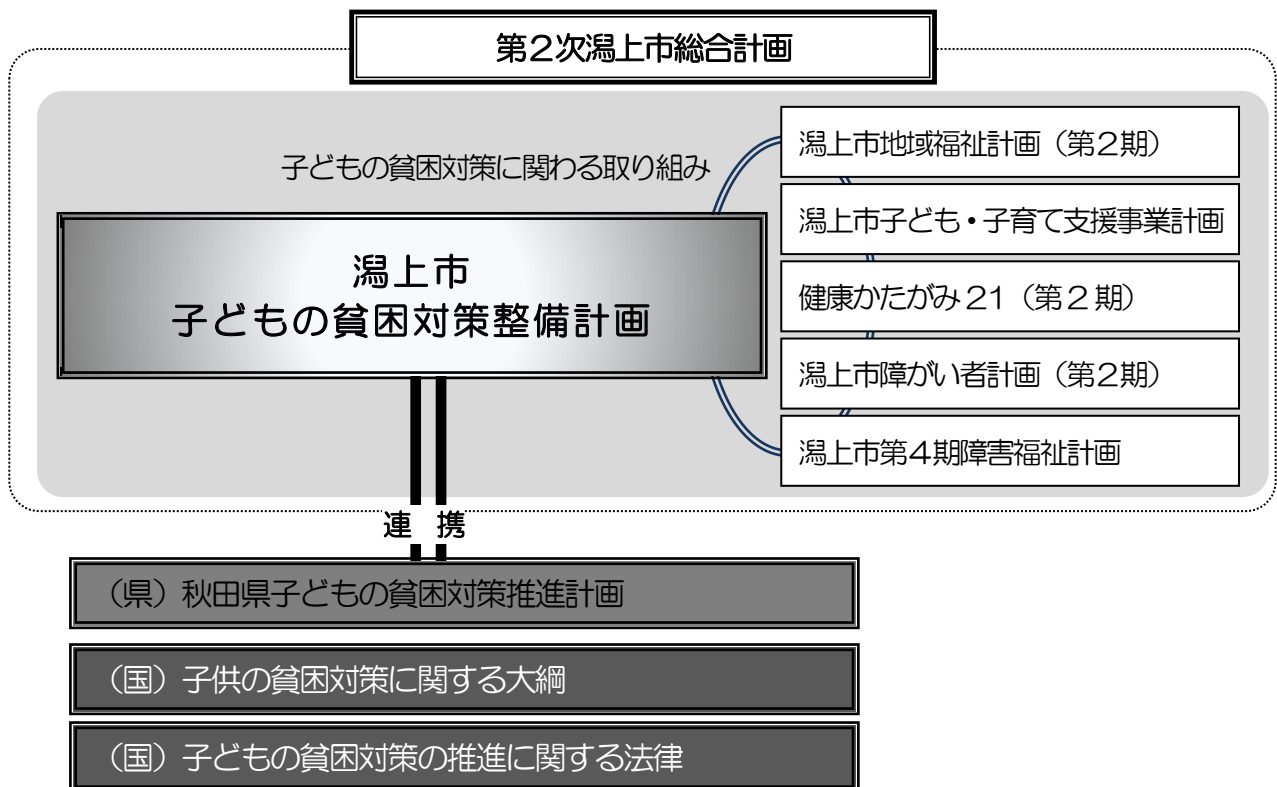 第２次潟上市総合計画
子どもの貧困対策に関わる取り組み
潟上市
子どもの貧困対策整備計画
潟上市地域福祉計画（第２期）
潟上市子ども・子育て支援事業計画
健康かたがみ 21（第 2 期）
潟上市障がい者計画（第２期）
潟上市第４期障害福祉計画
連 携
（県）秋田県子どもの貧困対策推進計画
（国）子供の貧困対策に関する大綱
（国）子どもの貧困対策の推進に関する法律